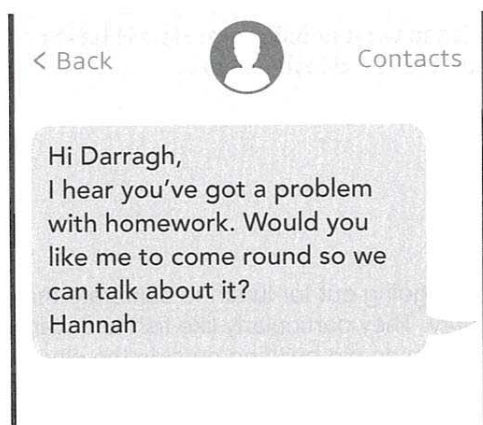 < Back
Contacts
Hi Darragh,
I hear you've got a problem
with homework. Would you
like me to come round so we
can talk about it?
Hannah